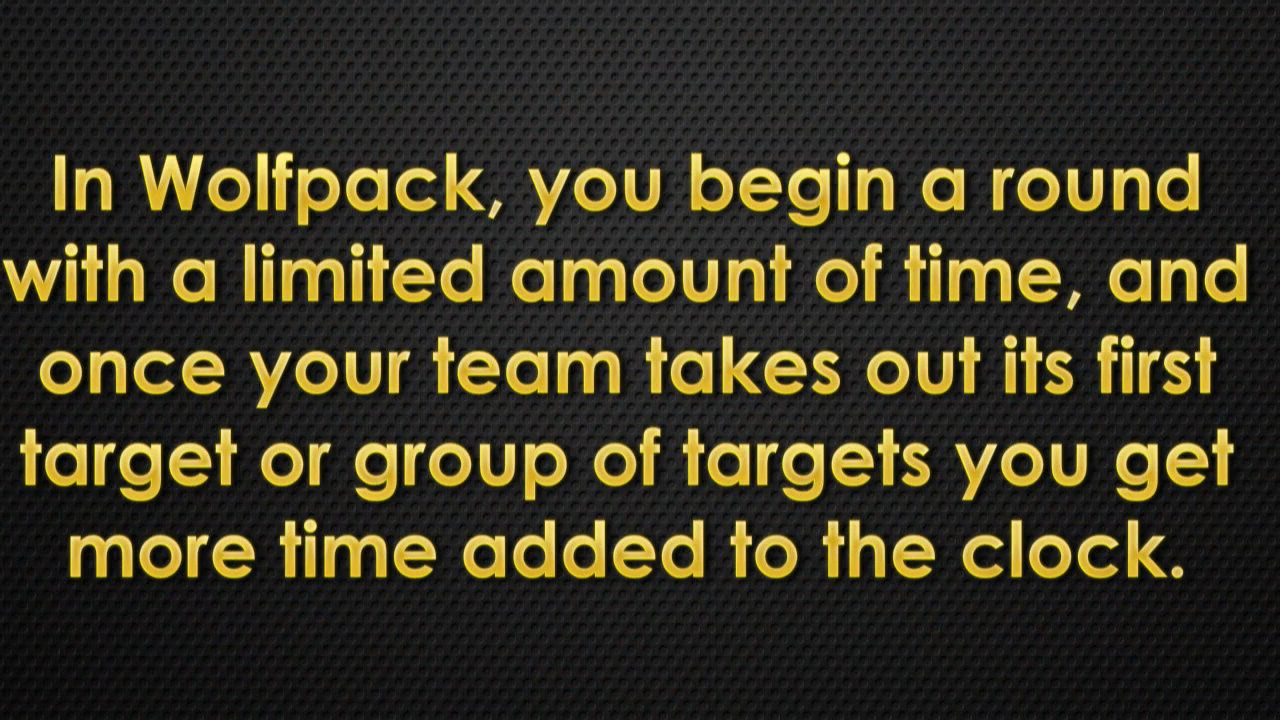 In Wolfpack, you begin a round
with a limited amount of time, and
once your team takes out its first
target or group of targets you get
more time added to the clock.